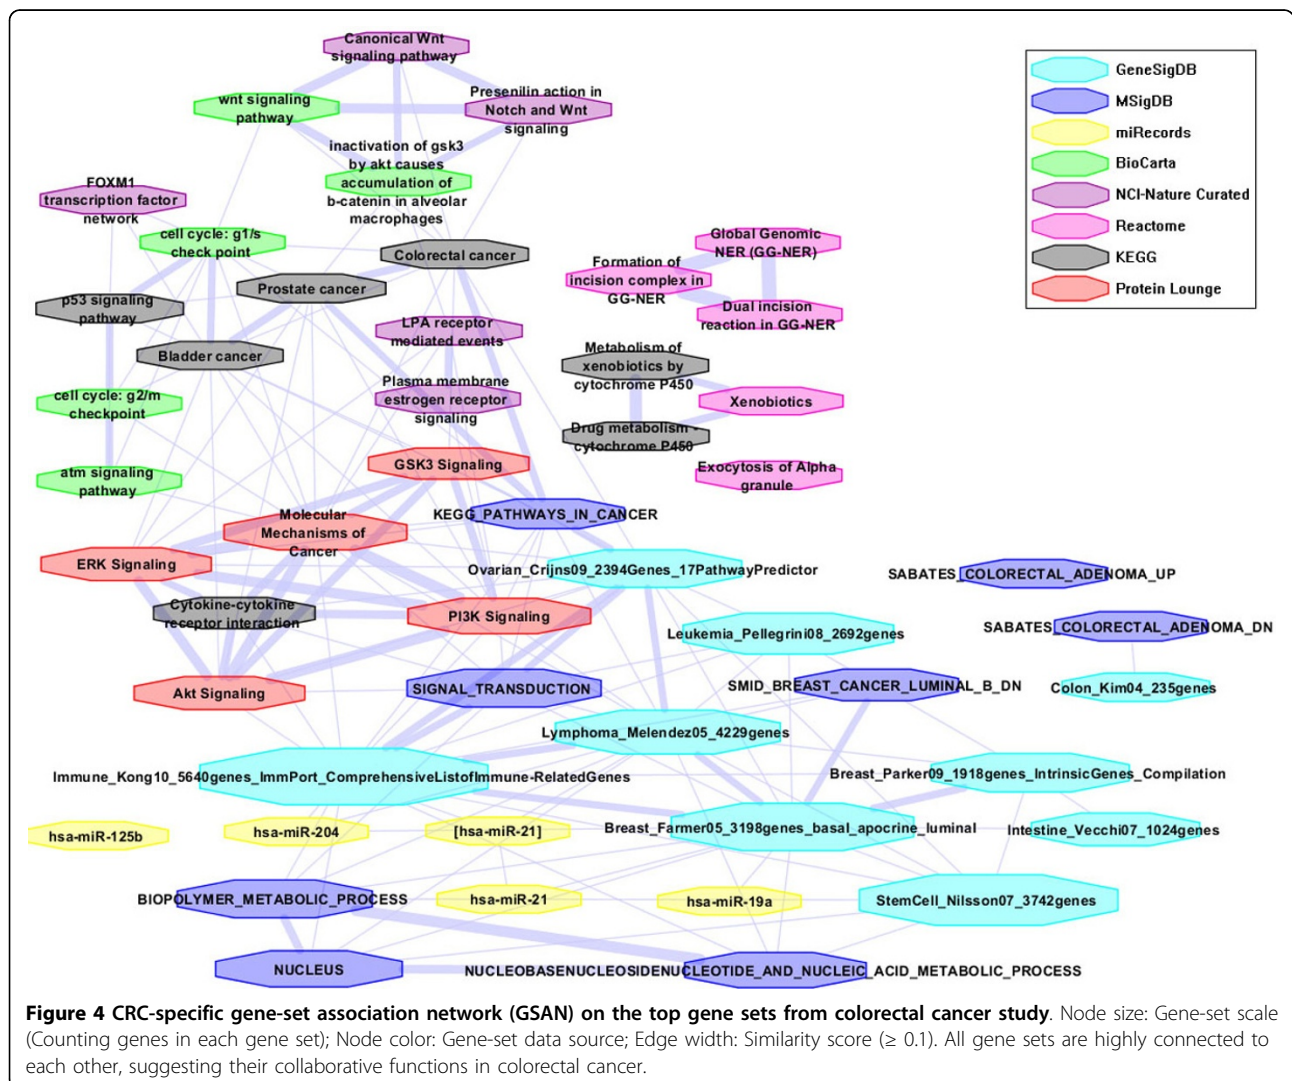 Canonical Wnt
signaling pathway
wnt signaling
pathway
Presenilin action in
Notch and Wnt
signaling
inactivation of gsk3
by akt causes
accumulation of
b-catenin in alveolar
macrophages
FOXM1
transcription factor
network
cell cycle: g1/s
check point
Colorectal cancer
Prostate cancer
p53 signaling
pathway
LPA receptor
mediated events
Bladder cancer
Plasma membrane
estrogen receptor
signaling
cell cycle: g2/m
checkpoint
GSK3 Signaling
atm signaling
pathway
Global Genomic
NER (GG-NER)
Formation of
incision complex in
GG-NER
Dual incision
reaction in GG-NER
Metabolism of
xenobiotics by
cytochrome P450
Xenobiotics
Drug metabolism -
cytochrome P450
Exocytosis of Alpha
granule
GeneSigDB
MSigDB
miRecords
BioCarta
NCI-Nature Curated
Reactome
KEGG
Protein Lounge
KEGG_PATHWAYS_IN_CANCER
Molecular
Mechanisms of
Cancer
ERK Signaling
Ovarian_Crijns09_2394Genes_17PathwayPredictor
SABATES_COLORECTAL_ADENOMA_UP
Cytokine-cytokine
receptor interaction
PI3K Signaling
Leukemia_Pellegrini08_2692genes
SABATES_COLORECTAL_ADENOMA_DN
Akt Signaling
SIGNAL_TRANSDUCTION
SMID_BREAST_CANCER_LUMINAL_B_DN
Colon_Kim04_235genes
Lymphoma_Melendez05_4229genes
Immune_Kong10_5640genes_ImmPort_ComprehensiveListofImmune-RelatedGenes
Breast_Parker09_1918genes_IntrinsicGenes_Compilation
hsa-miR-125b
hsa-miR-204
[hsa-miR-21]
Breast_Farmer05_3198genes_basal_apocrine_luminal
Intestine_Vecchi07_1024genes
BIOPOLYMER_METABOLIC_PROCESS
hsa-miR-21
hsa-miR-19a
StemCell_Nilsson07_3742genes
NUCLEUS
NUCLEOBASENUCLEOSIDENUCLEOTIDE_AND_NUCLEIC_ACID_METABOLIC_PROCESS
Figure 4 CRC-specific gene-set association network (GSAN) on the top gene sets from colorectal cancer study. Node size: Gene-set scale
(Counting genes in each gene set); Node color: Gene-set data source; Edge width: Similarity score (≥ 0.1). All gene sets are highly connected to
each other, suggesting their collaborative functions in colorectal cancer.